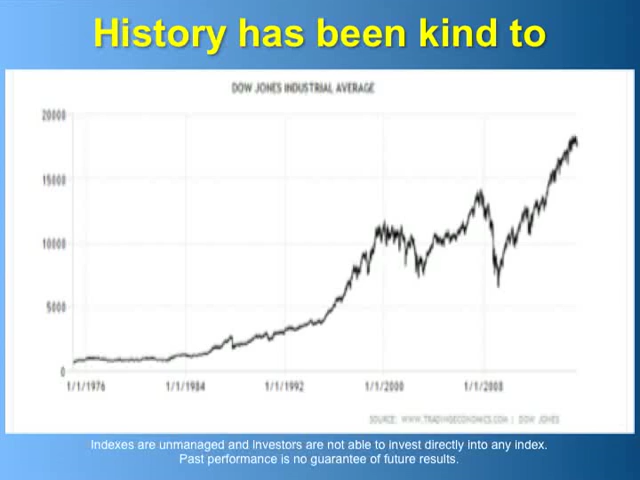 History has been kind to
DOW JONES INDUSTRIAL AVERAGE
20000
15000
10000
5000
0
1/1/1976 1/1/1984 1/1/1992 1/1/2000 1/1/2008
SOURCE: WWW.TRADINGECONOMICS.COM | DOW JONES
Indexes are unmanaged and investors are not able to invest directly into any index.
Past performance is no guarantee of future results.